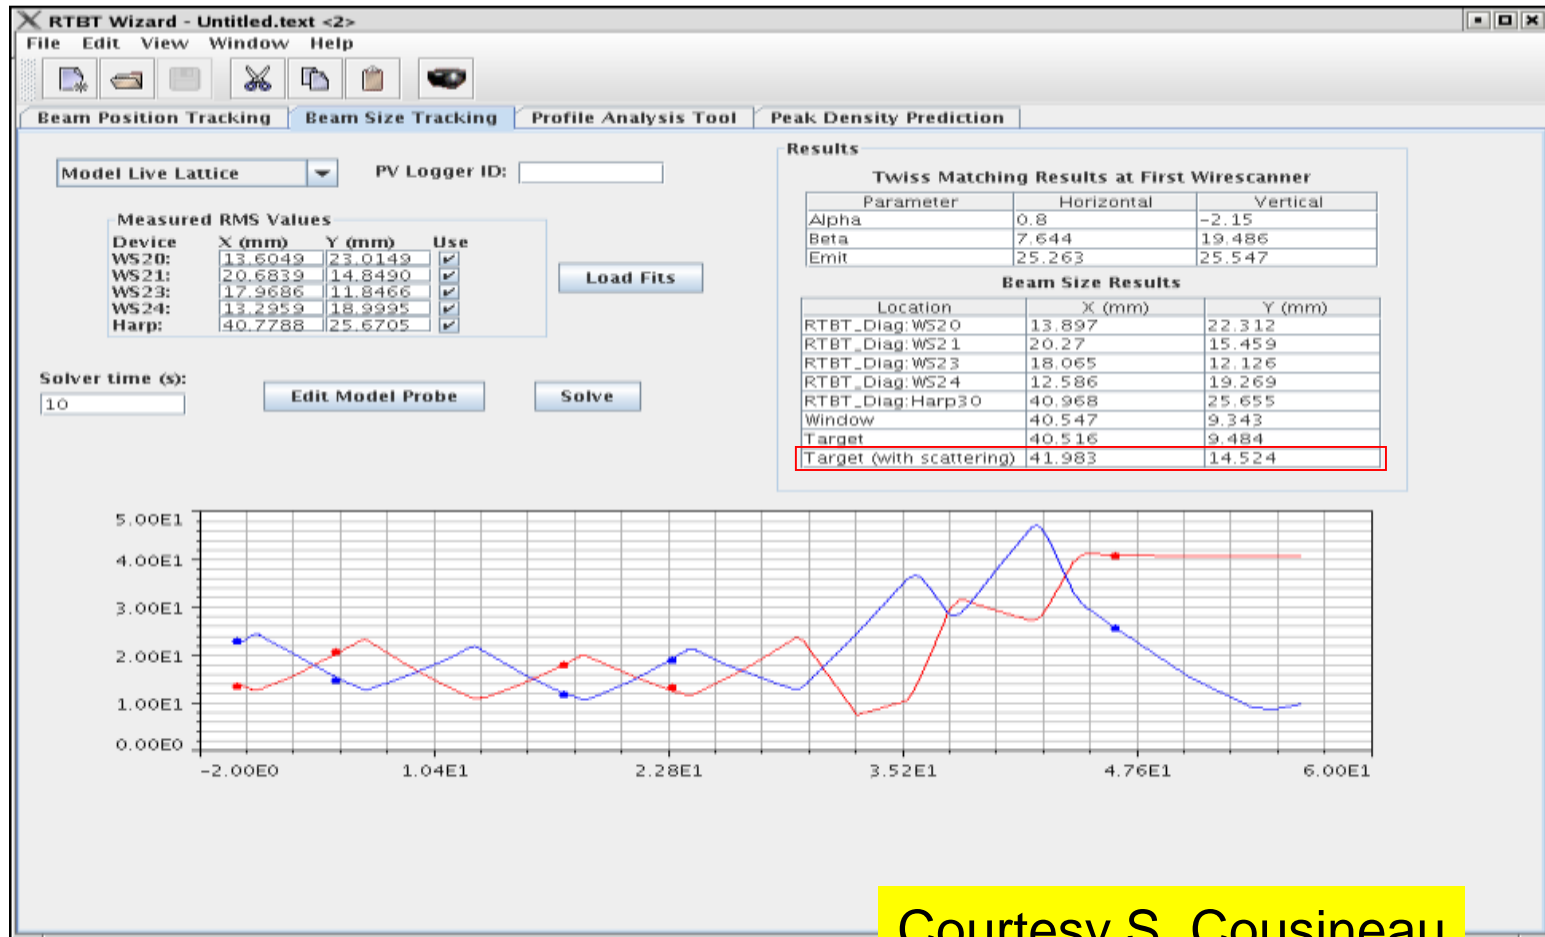 RTBT Wizard - Untitled.text <2>
File Edit View Window Help
Beam Position Tracking Beam Size Tracking Profile Analysis Tool Peak Density Prediction
Model Live Lattice PV Logger ID:
Measured RMS Values
Device X (mm) Y (mm) Use
WS20: 13.6049 23.0149
WS21: 20.6839 14.8490
WS23: 17.9686 11.8466
WS24: 13.2959 18.9995
Harp: 40.7788 25.6705
Load Fits
Solver time (s):
10
Edit Model Probe Solve
Results
Twiss Matching Results at First Wirescanner
Parameter Horizontal Vertical
Alpha 0.8 -2.15
Beta 7.644 19.486
Emit 25.263 25.547
Beam Size Results
Location X (mm) Y (mm)
RTBT_Diag:WS20 13.897 22.312
RTBT_Diag:WS21 20.27 15.459
RTBT_Diag:WS23 18.065 12.126
RTBT_Diag:WS24 12.586 19.269
RTBT_Diag:Harp30 40.968 25.655
Window 40.547 9.343
Target 40.516 9.484
Target (with scattering) 41.983 14.524
5.00E1
4.00E1
3.00E1
2.00E1
1.00E1
0.00E0
-2.00E0 1.04E1 2.28E1 3.52E1 4.76E1 6.00E1
Courtesy S. Cousineau